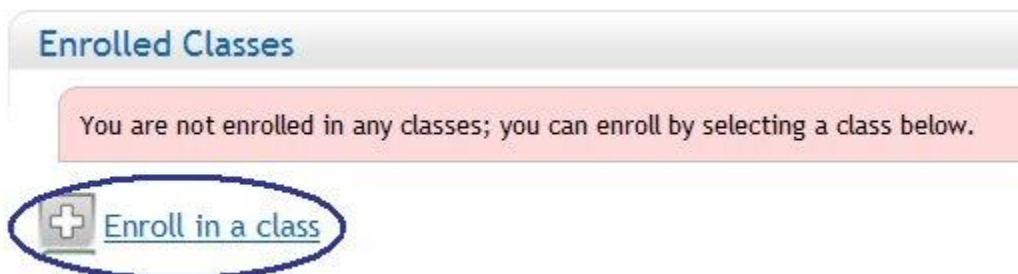 Enrolled Classes
You are not enrolled in any classes; you can enroll by selecting a class below.
Enroll in a class